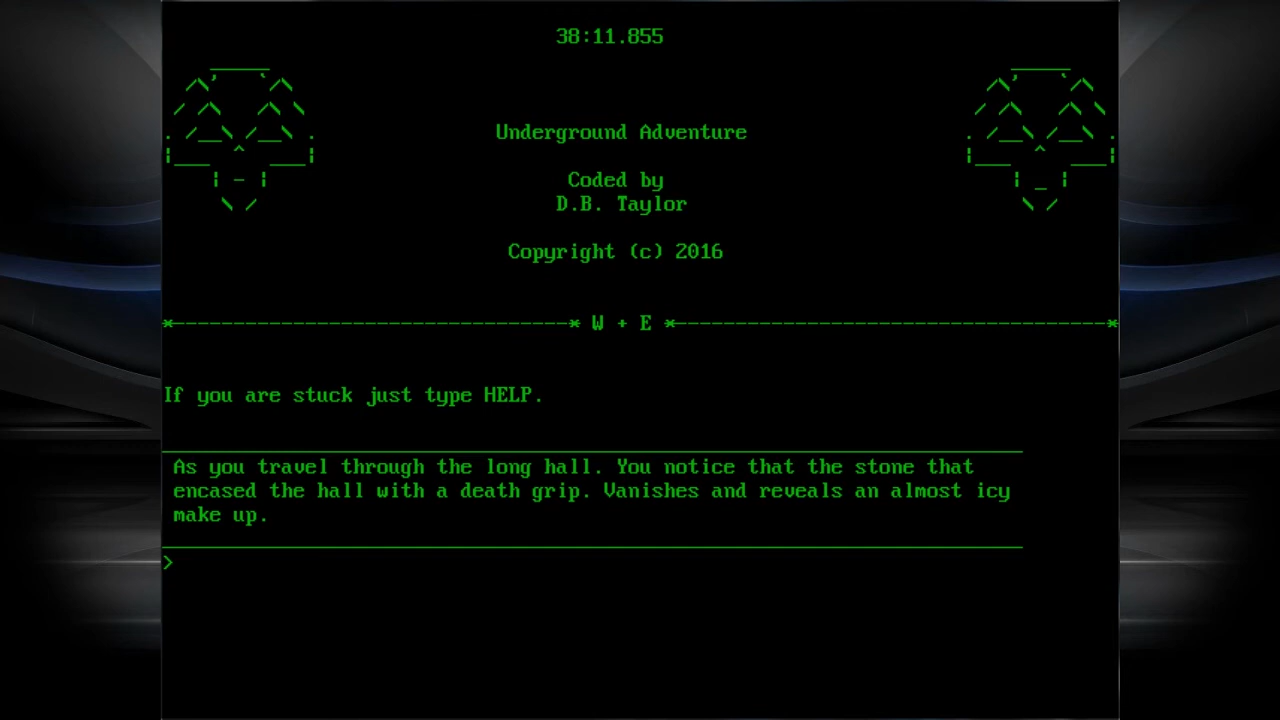 38:11.855
Underground Adventure
Coded by
D.B. Taylor
Copyright (c) 2016
W + E
If you are stuck just type HELP.
As you travel through the long hall. You notice that the stone that
encased the hall with a death grip. Vanishes and reveals an almost icy
make up.
>